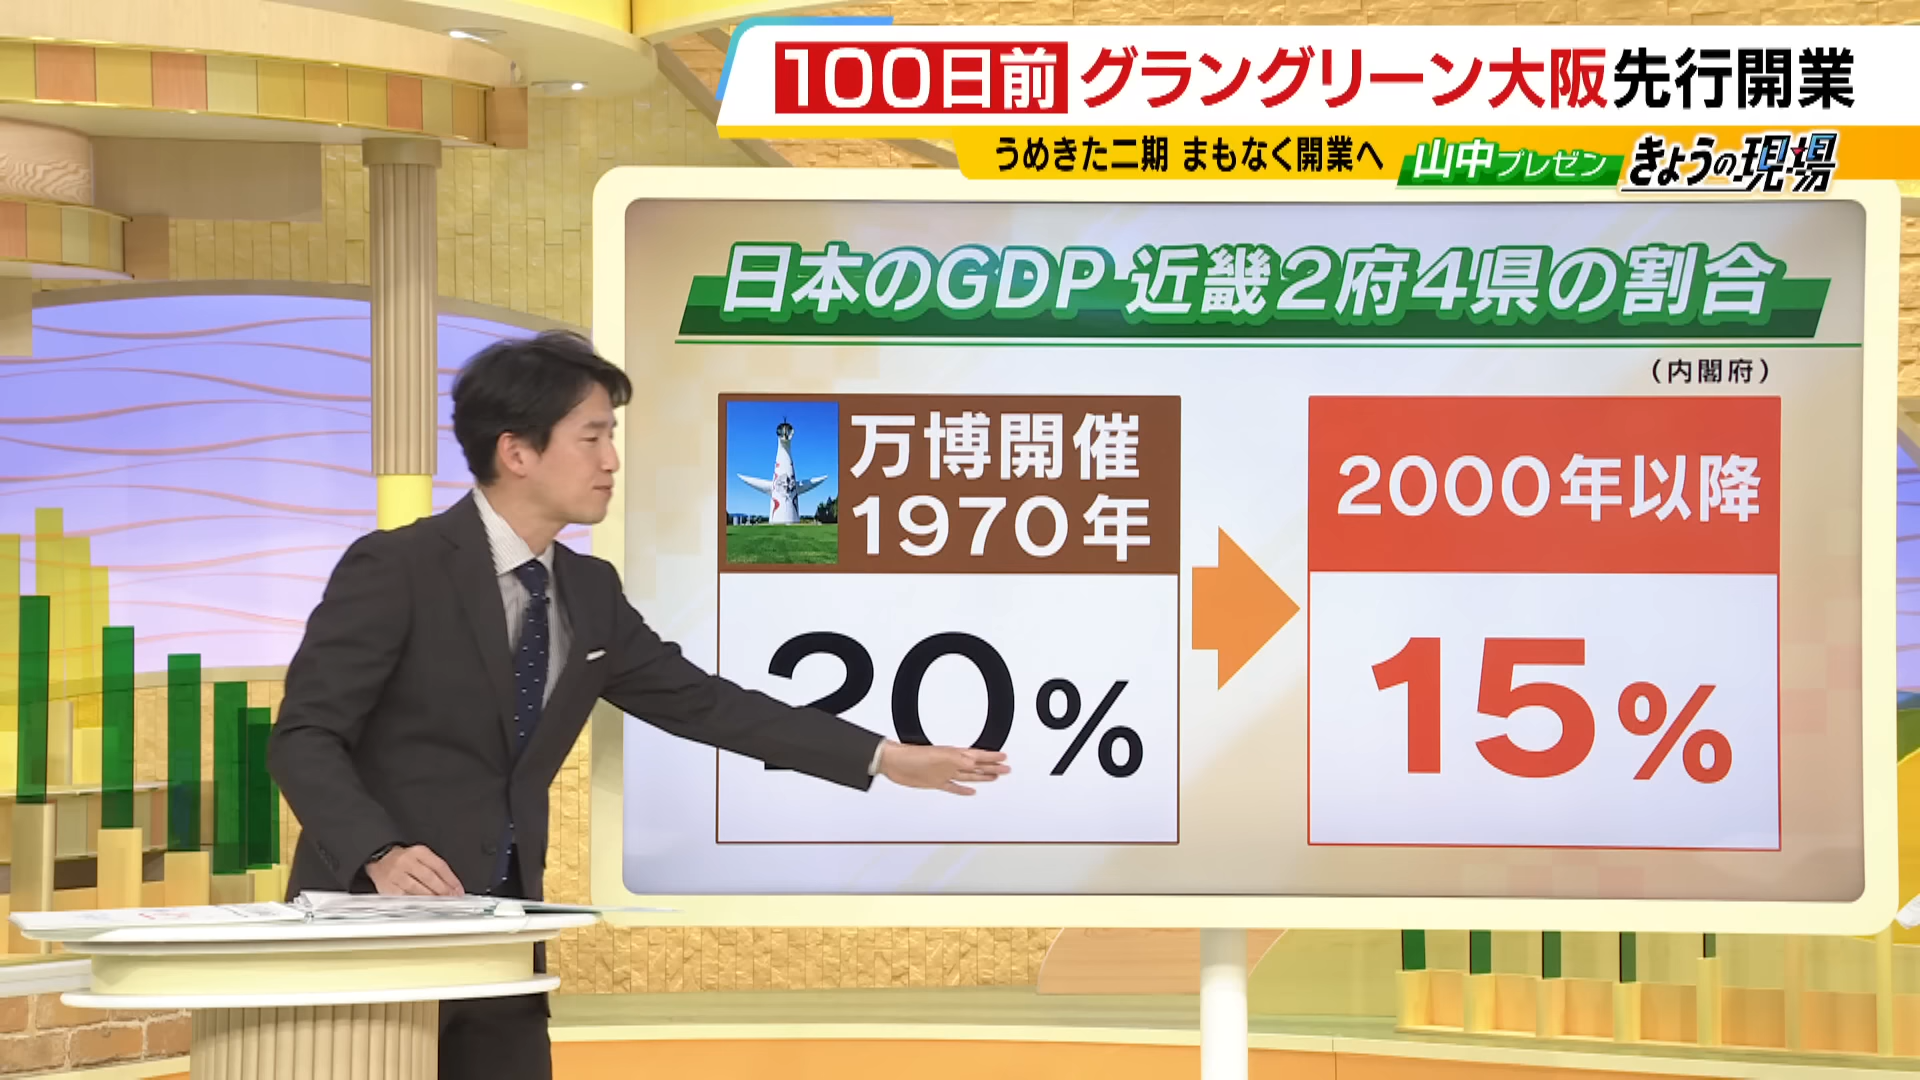 100日前 グラングリーン大阪先行開業
うめきた二期 まもなく開業へ
山中プレゼン きょうの現場
日本のGDP 近畿2府4県の割合
（内閣府）
万博開催
1970年
20%
2000年以降
15%